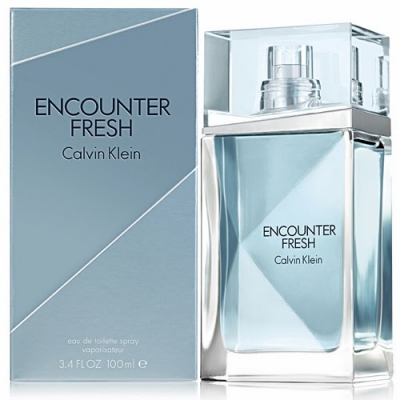 ENCOUNTER
FRESH
Calvin Klein
eau de toilette spray
vaporisateur
3.4 FL OZ 100 ml ℮
ENCOUNTER
FRESH
Calvin Klein